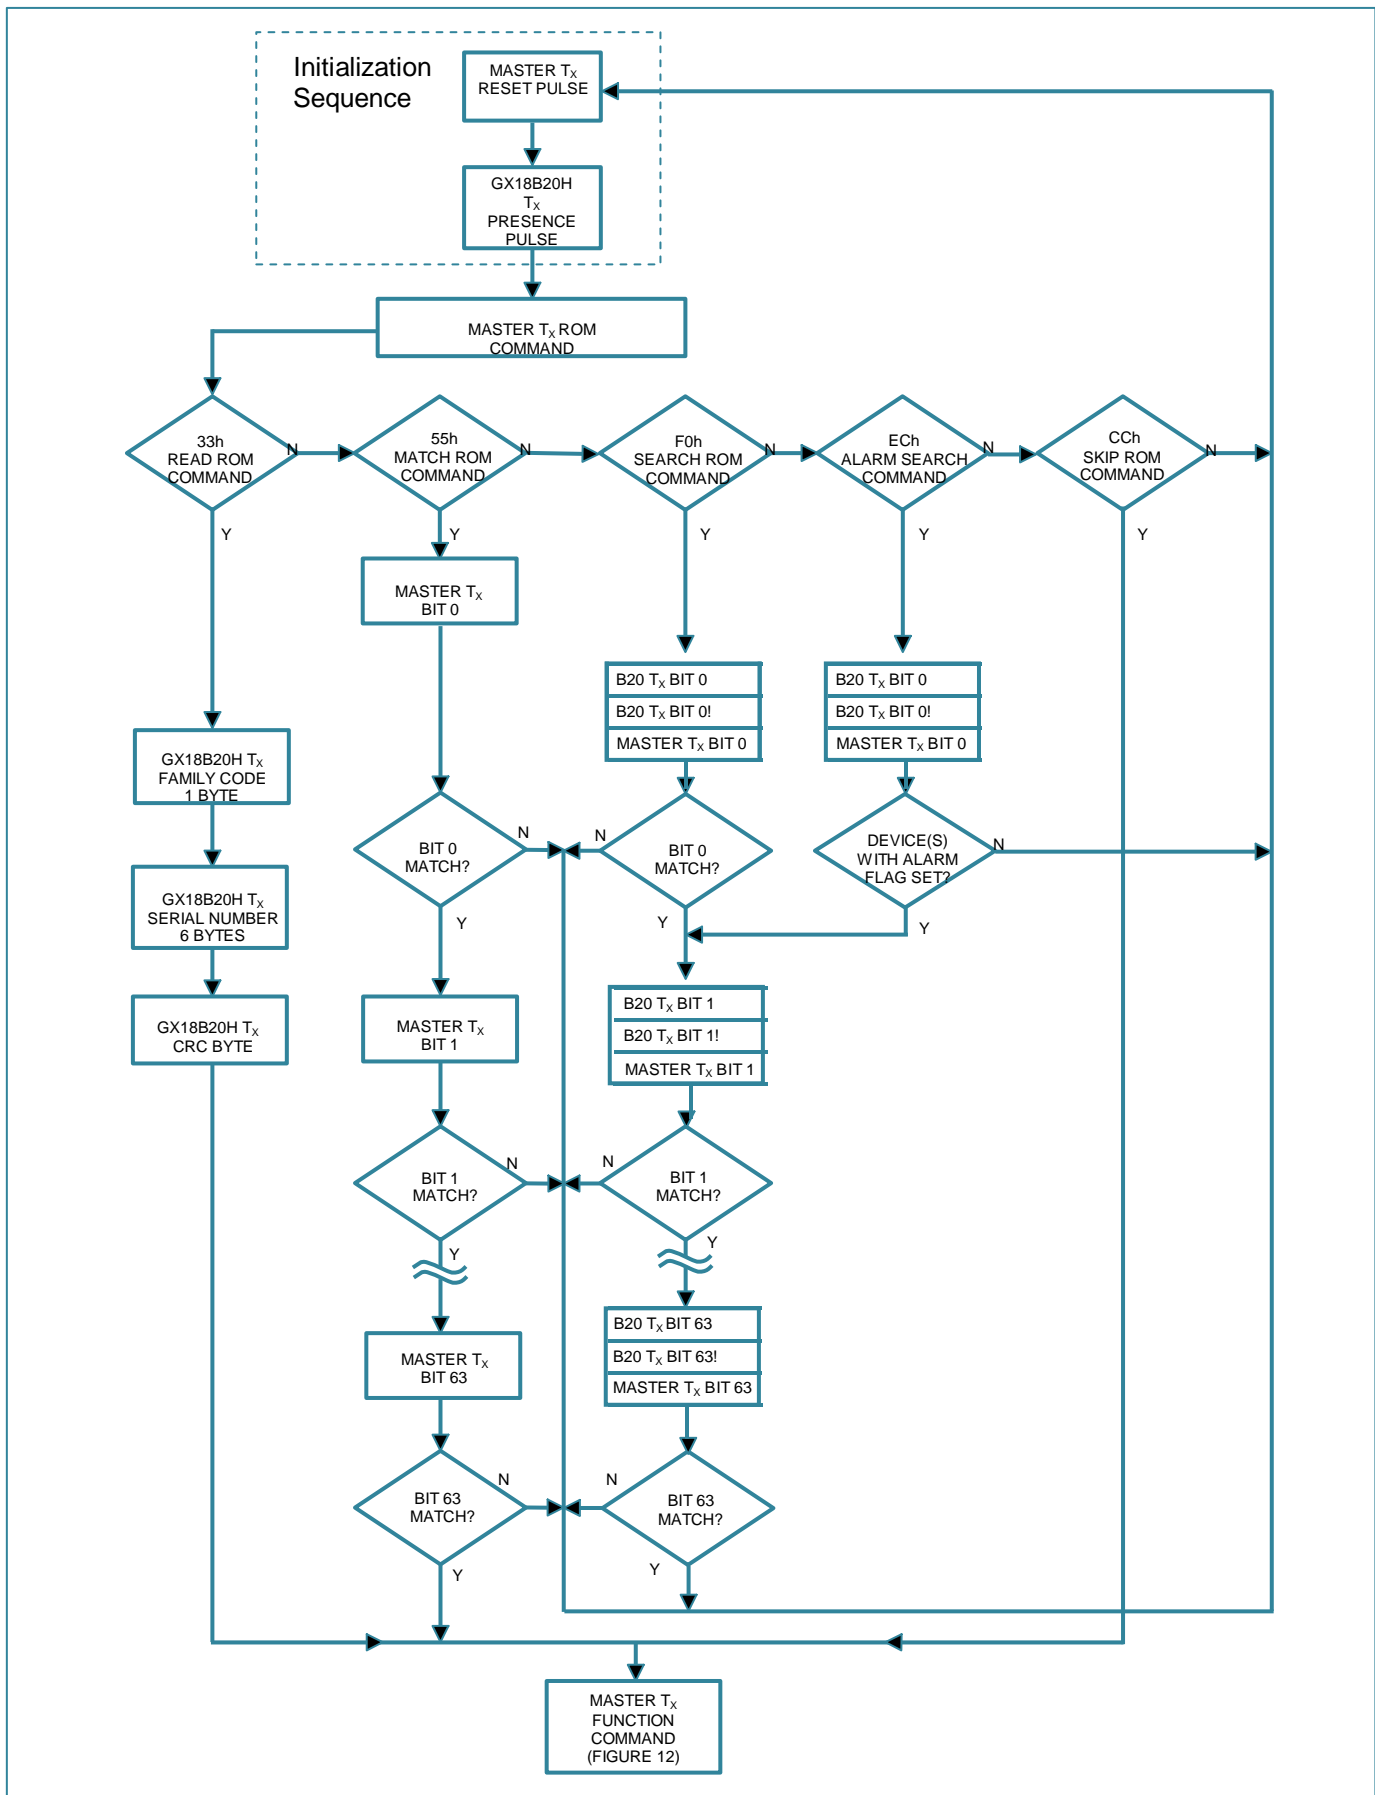 Initialization
Sequence
MASTER TX
RESET PULSE
GX18B20H
TX
PRESENCE
PULSE
MASTER TX ROM
COMMAND
33h
READ ROM
COMMAND
N
55h
MATCH ROM
COMMAND
N
F0h
SEARCH ROM
COMMAND
N
ECh
ALARM SEARCH
COMMAND
N
CCh
SKIP ROM
COMMAND
N
Y
Y
Y
Y
Y
MASTER TX
BIT 0
B20 TX BIT 0
B20 TX BIT 0!
MASTER TX BIT 0
B20 TX BIT 0
B20 TX BIT 0!
MASTER TX BIT 0
GX18B20H TX
FAMILY CODE
1 BYTE
BIT 0
MATCH?
N
N
BIT 0
MATCH?
DEVICE(S)
WITH ALARM
FLAG SET?
N
GX18B20H TX
SERIAL NUMBER
6 BYTES
Y
Y
Y
GX18B20H TX
CRC BYTE
MASTER TX
BIT 1
B20 TX BIT 1
B20 TX BIT 1!
MASTER TX BIT 1
BIT 1
MATCH?
N
N
BIT 1
MATCH?
Y
Y
MASTER TX
BIT 63
B20 TX BIT 63
B20 TX BIT 63!
MASTER TX BIT 63
BIT 63
MATCH?
N
N
BIT 63
MATCH?
Y
Y
MASTER TX
FUNCTION
COMMAND
(FIGURE 12)